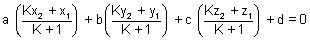 a (Kx₂ + x₁ / K + 1) + b (Ky₂ + y₁ / K + 1) + c (Kz₂ + z₁ / K + 1) + d = 0